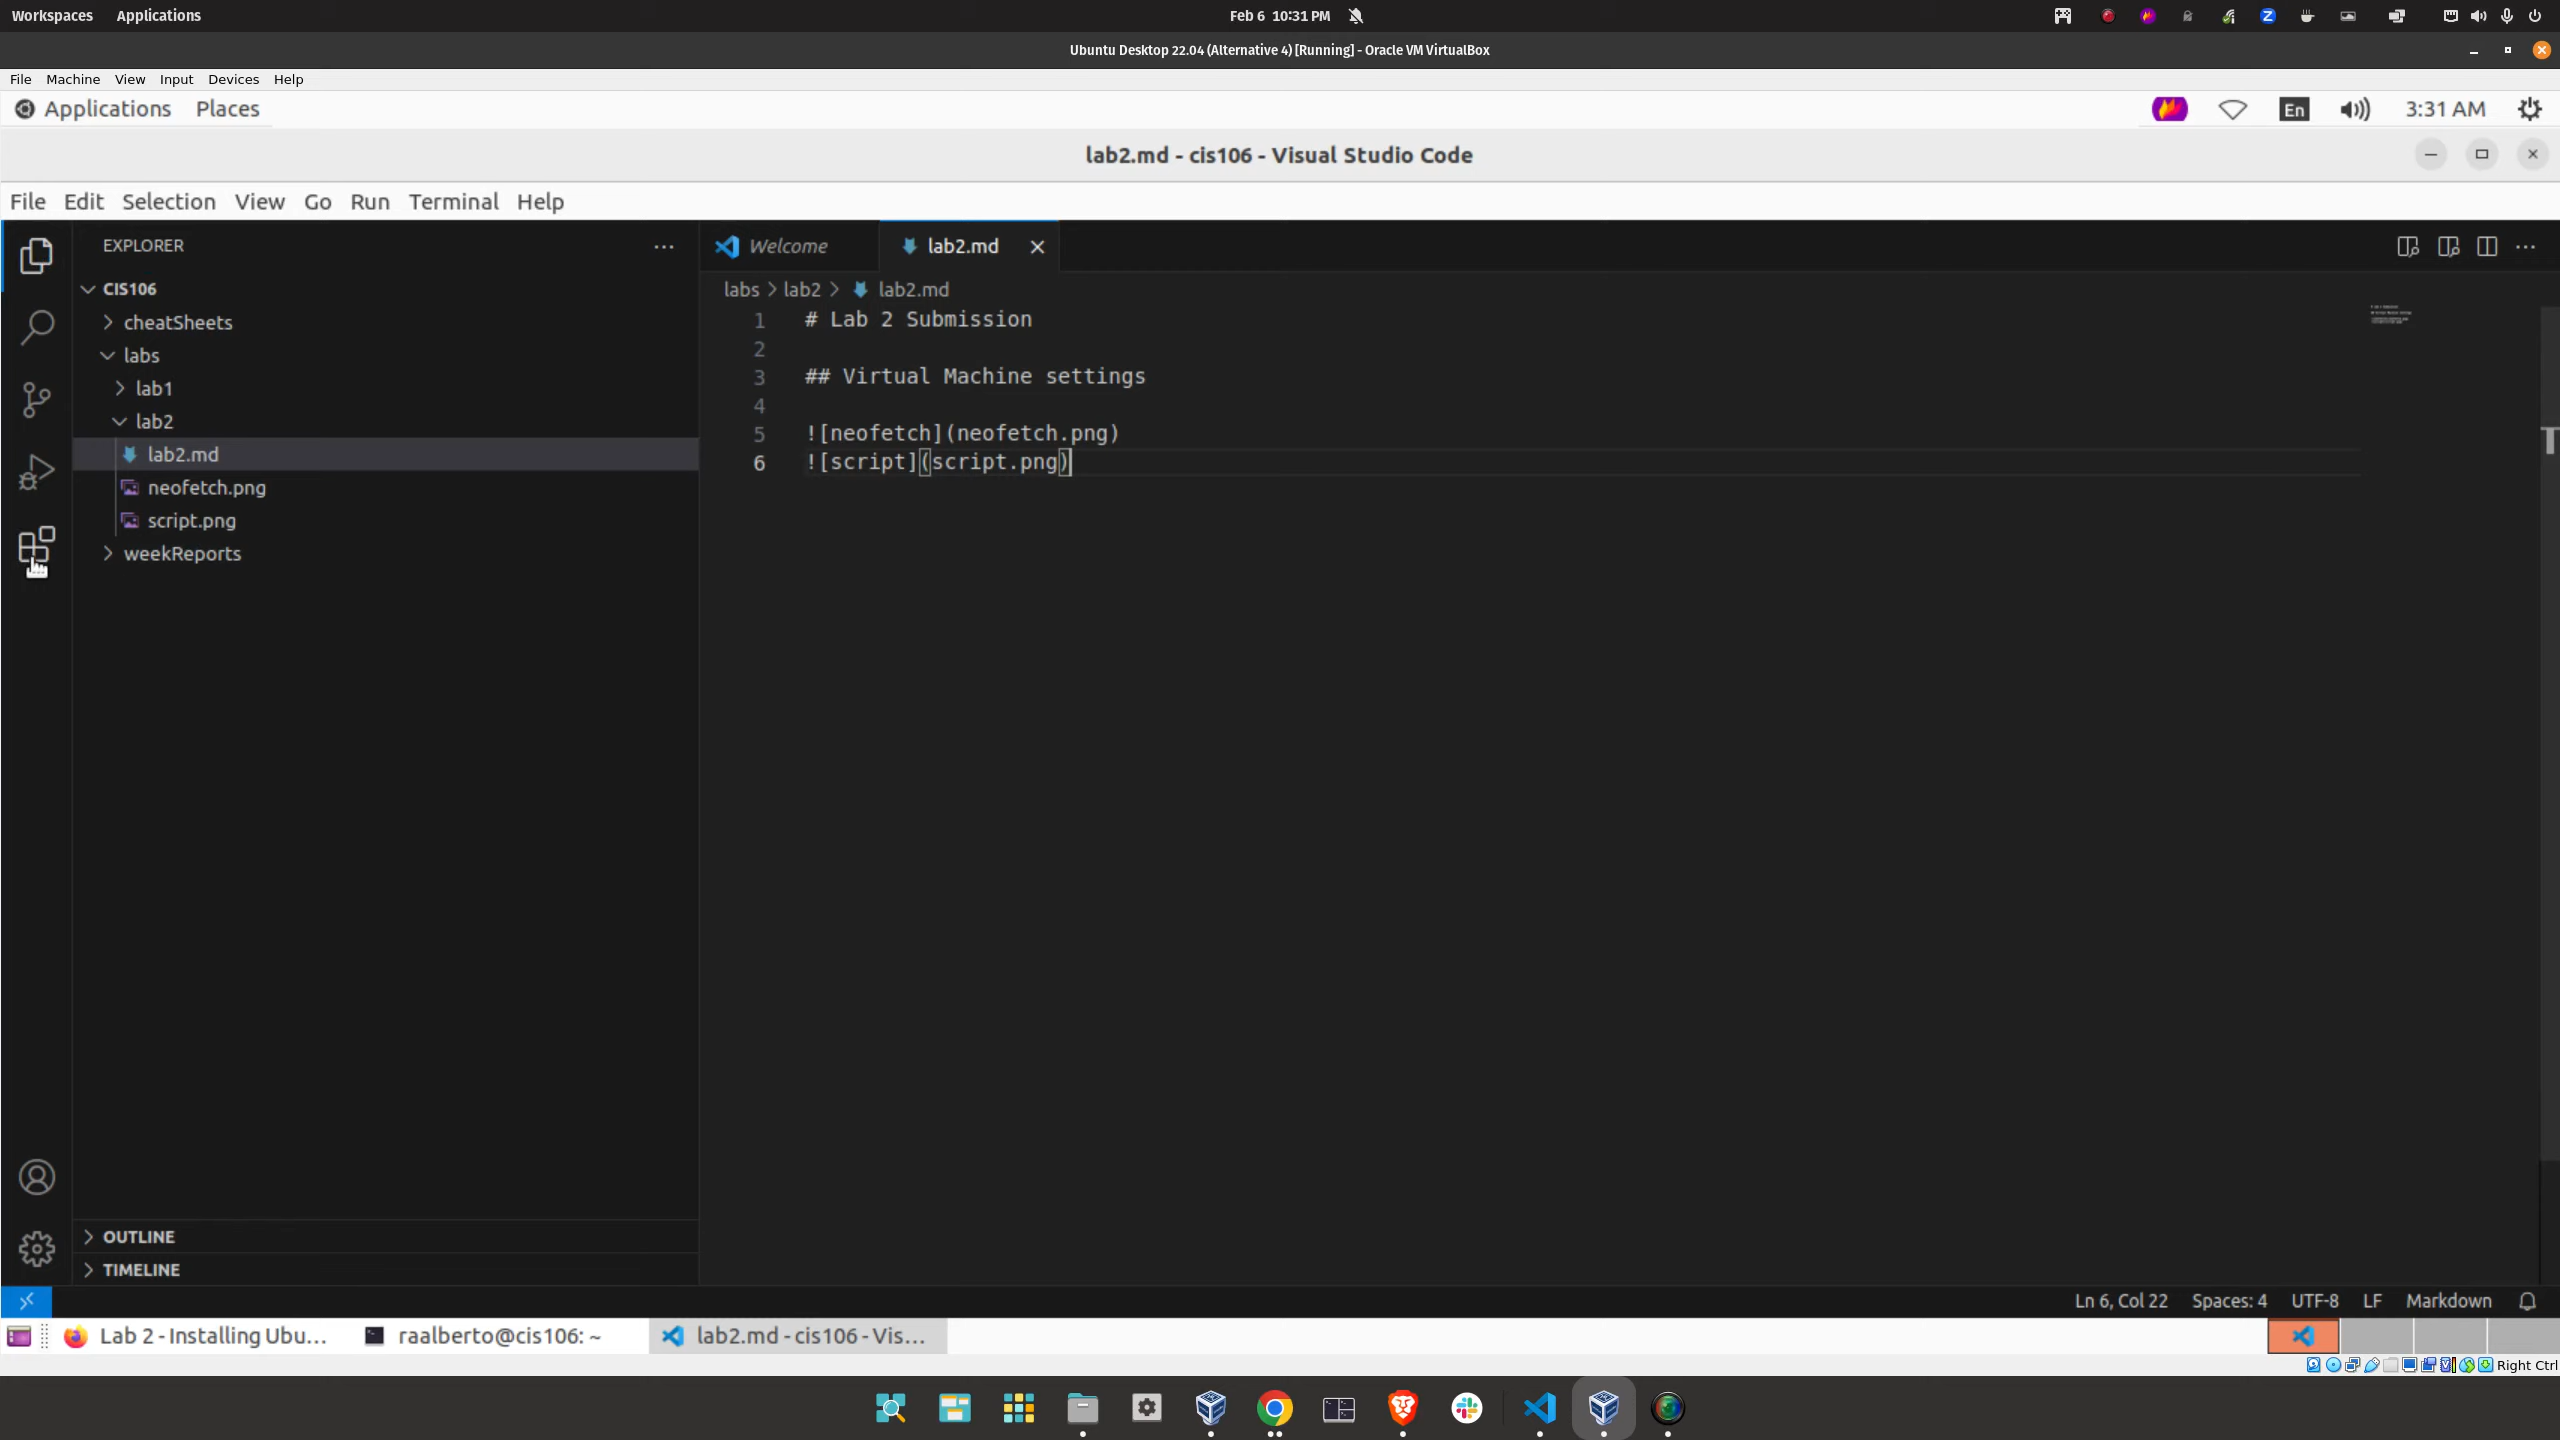 Workspaces Applications Feb 6 10:31 PM
Ubuntu Desktop 22.04 (Alternative 4) [Running] - Oracle VM VirtualBox
File Machine View Input Devices Help
Applications Places En 3:31 AM
lab2.md - cis106 - Visual Studio Code
File Edit Selection View Go Run Terminal Help
EXPLORER
CIS106
cheatSheets
labs
lab1
lab2
lab2.md
neofetch.png
script.png
weekReports
OUTLINE
TIMELINE
Welcome lab2.md
labs > lab2 > lab2.md
1 # Lab 2 Submission
2
3 ## Virtual Machine settings
4
5 ![neofetch](neofetch.png)
6 ![script](script.png)
Ln 6, Col 22 Spaces: 4 UTF-8 LF Markdown
Lab 2 - Installing Ubu... raalberto@cis106: ~ lab2.md - cis106 - Vis...
Right Ctrl